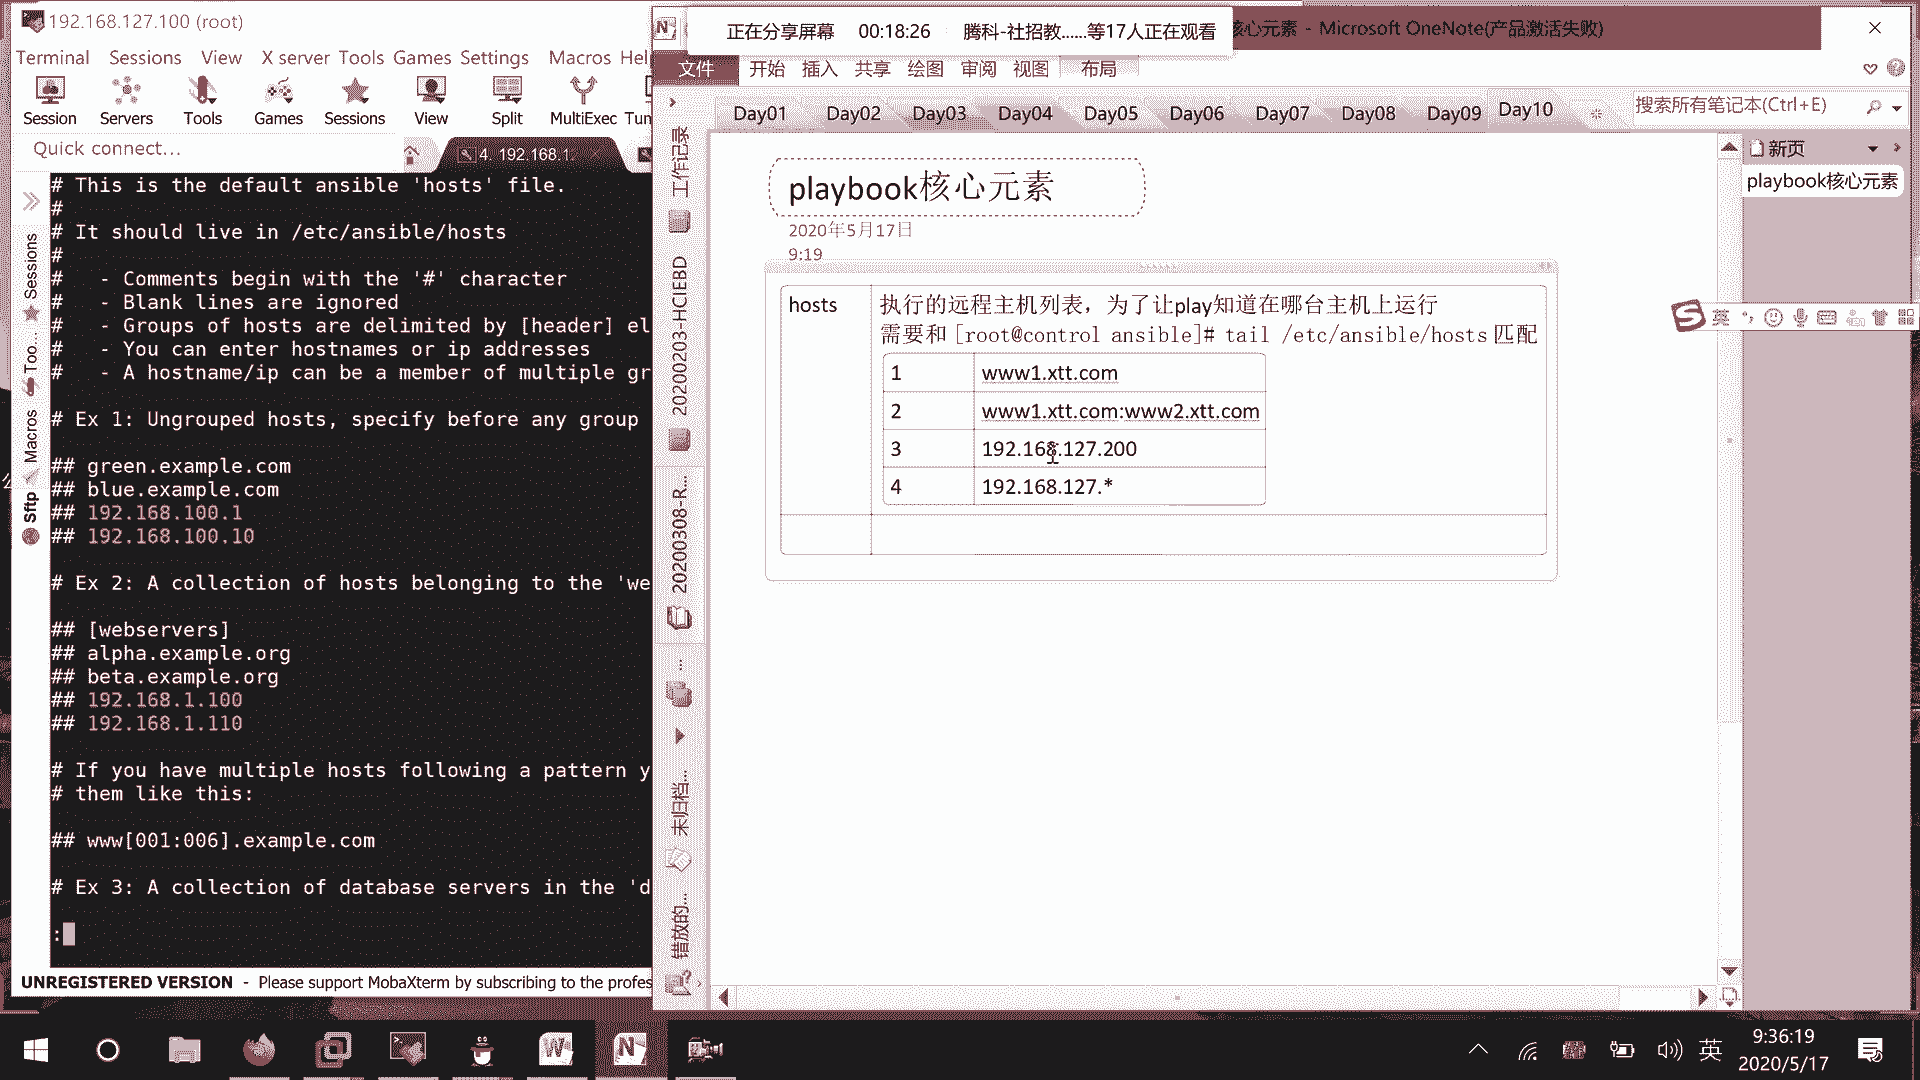 192.168.127.100 (root)
Terminal Sessions View X server Tools Games Settings Macros Hel
Session Servers Tools Games Sessions View Split MultiExec Tun
Quick connect...
4. 192.168.1.
# This is the default ansible 'hosts' file.
#
# It should live in /etc/ansible/hosts
#
#   - Comments begin with the '#' character
#   - Blank lines are ignored
#   - Groups of hosts are delimited by [header] el
#   - You can enter hostnames or ip addresses
#   - A hostname/ip can be a member of multiple gr
# Ex 1: Ungrouped hosts, specify before any group
## green.example.com
## blue.example.com
## 192.168.100.1
## 192.168.100.10
# Ex 2: A collection of hosts belonging to the 'we
## [webservers]
## alpha.example.org
## beta.example.org
## 192.168.1.100
## 192.168.1.110
# If you have multiple hosts following a pattern y
# them like this:
## www[001:006].example.com
# Ex 3: A collection of database servers in the 'd
:
Sessions
Too...
Macros
Sftp
UNREGISTERED VERSION - Please support MobaXterm by subscribing to the profes
正在分享屏幕 00:18:26 腾科-社招教......等17人正在观看
核心元素 - Microsoft OneNote(产品激活失败)
文件 开始 插入 共享 绘图 审阅 视图 布局
Day01 Day02 Day03 Day04 Day05 Day06 Day07 Day08 Day09 Day10
搜索所有笔记本(Ctrl+E)
工作记录
20200203-HCIEBD
20200308-R...
...
未归档...
错放的...
playbook核心元素
2020年5月17日
9:19
hosts 执行的远程主机列表，为了让play知道在哪台主机上运行
需要和 [root@control ansible]# tail /etc/ansible/hosts 匹配
1 www1.xtt.com
2 www1.xtt.com:www2.xtt.com
3 192.168.127.200
4 192.168.127.*
新页
playbook核心元素
英
英
9:36:19
2020/5/17